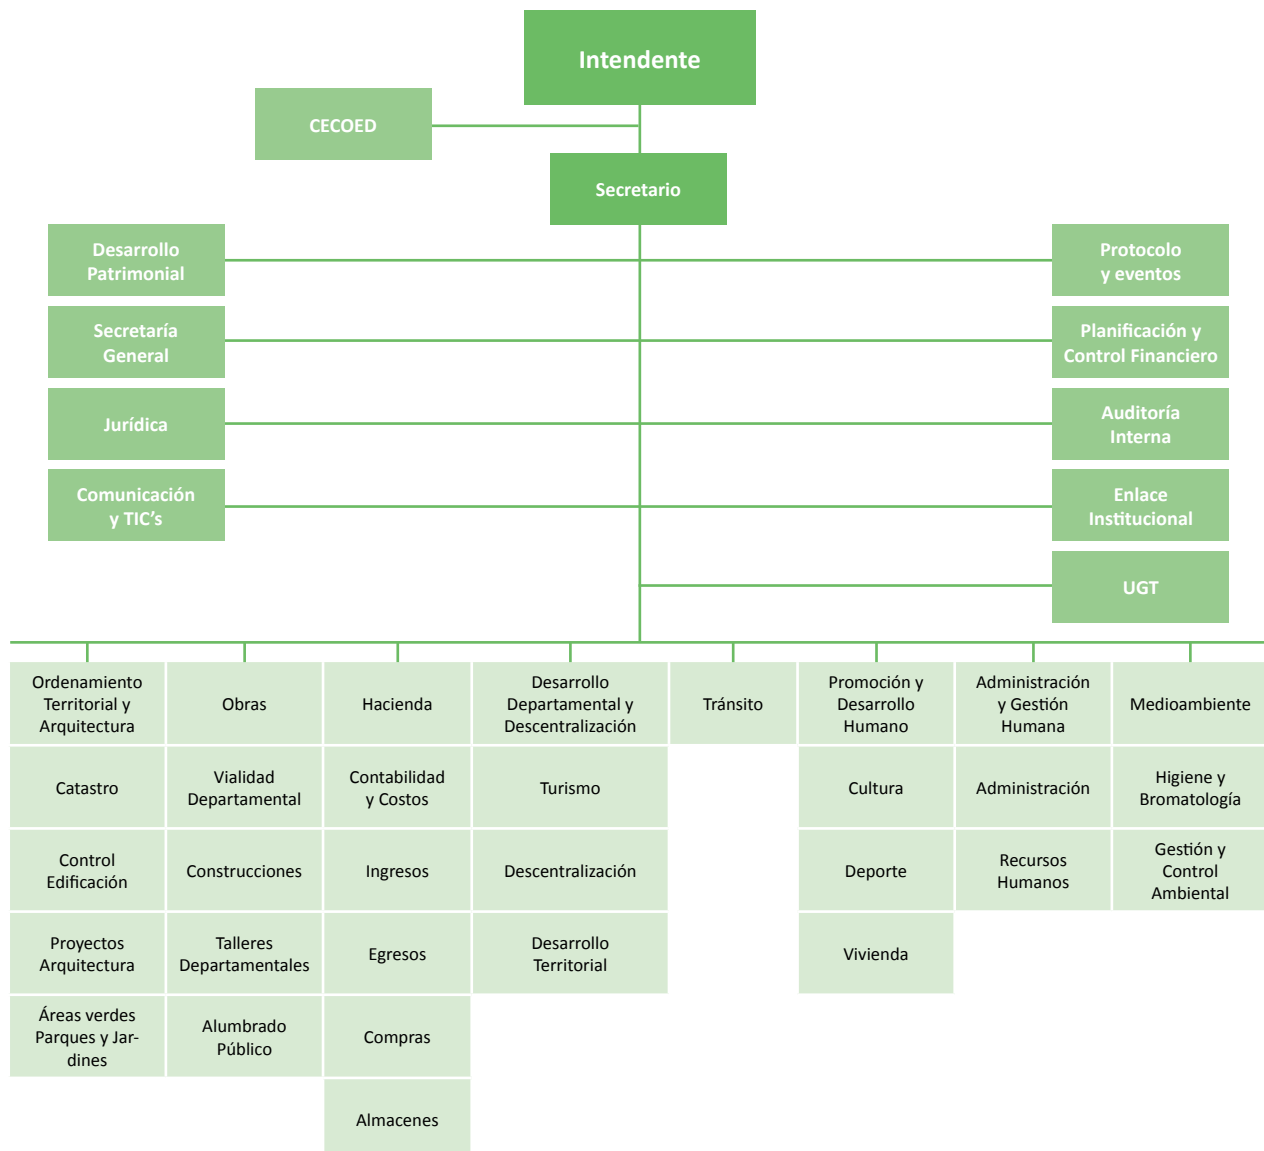 Intendente
CECOED
Secretario
Desarrollo
Patrimonial
Protocolo
y eventos
Secretaría
General
Planificación y
Control Financiero
Jurídica
Auditoría
Interna
Comunicación
y TIC’s
Enlace
Institucional
UGT
Ordenamiento
Territorial y
Arquitectura
Obras
Hacienda
Desarrollo
Departamental y
Descentralización
Tránsito
Promoción y
Desarrollo
Humano
Administración
y Gestión
Humana
Medioambiente
Catastro
Vialidad
Departamental
Contabilidad
y Costos
Turismo
Cultura
Administración
Higiene y
Bromatología
Control
Edificación
Construcciones
Ingresos
Descentralización
Deporte
Recursos
Humanos
Gestión y
Control
Ambiental
Proyectos
Arquitectura
Talleres
Departamentales
Egresos
Desarrollo
Territorial
Vivienda
Áreas verdes
Parques y Jar-
dines
Alumbrado
Público
Compras
Almacenes